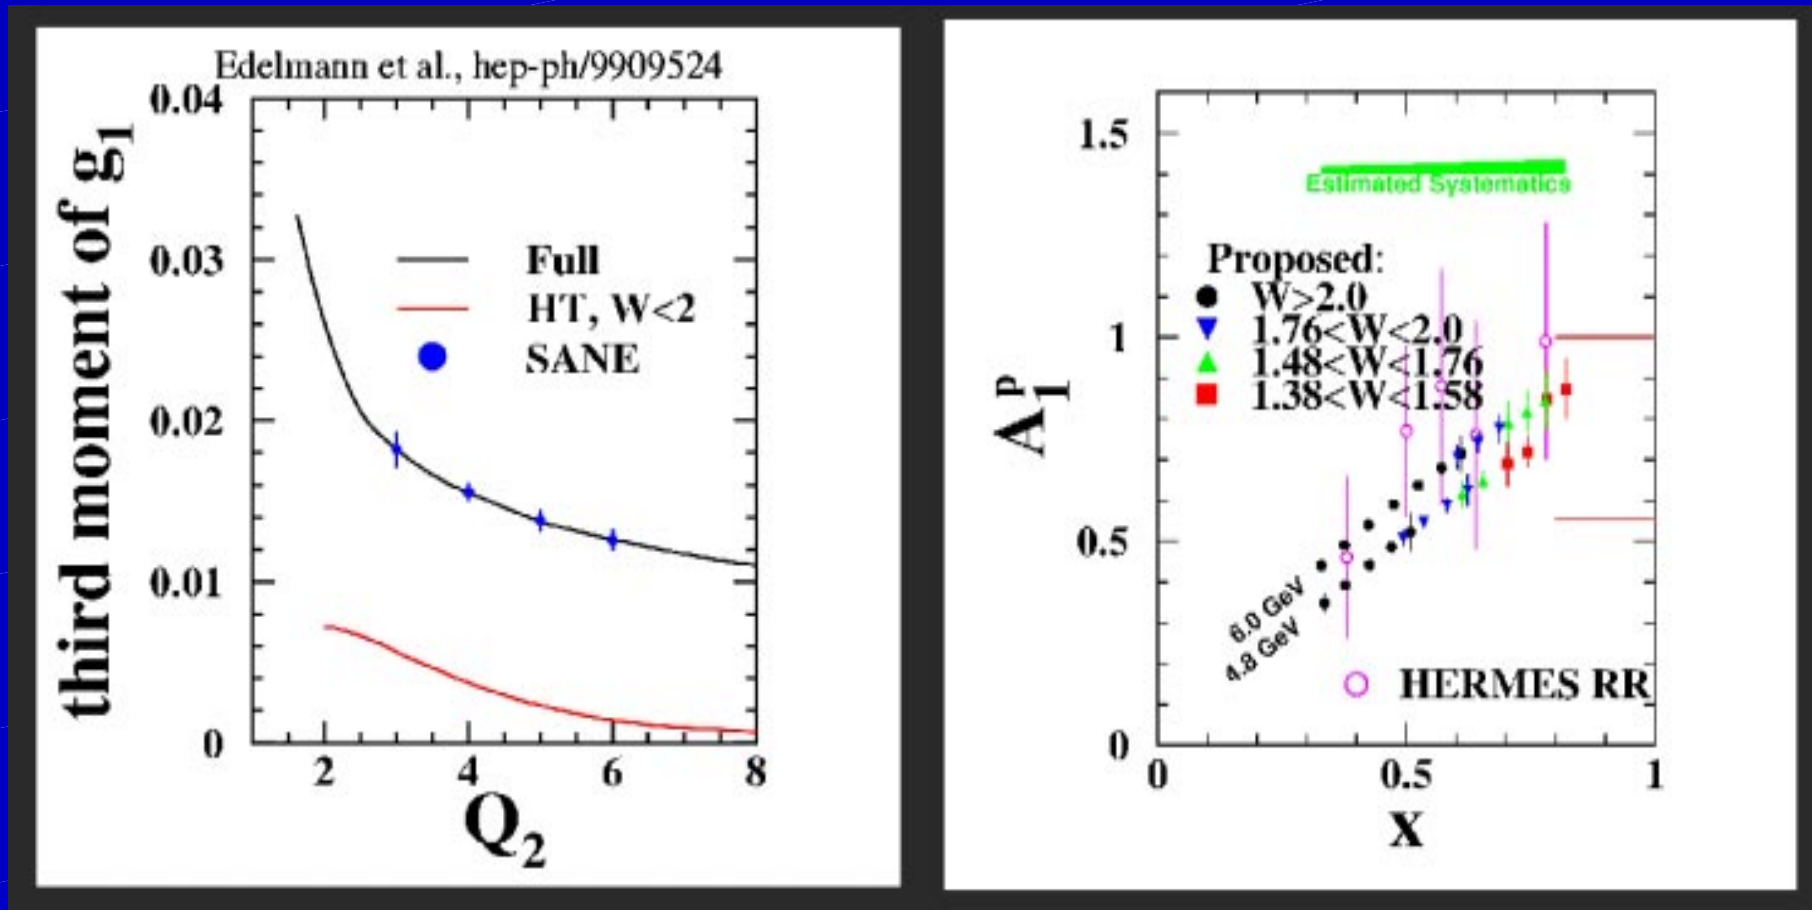 Edelmann et al., hep-ph/9909524
0.04
0.03
0.02
0.01
0
third moment of g1
Full
HT, W<2
SANE
2 4 6 8
Q2
1.5
1
0.5
0
A1P
Estimated Systematics
Proposed:
W>2.0
1.76<W<2.0
1.48<W<1.76
1.38<W<1.58
6.0 GeV
4.8 GeV
HERMES RR
0 0.5 1
X